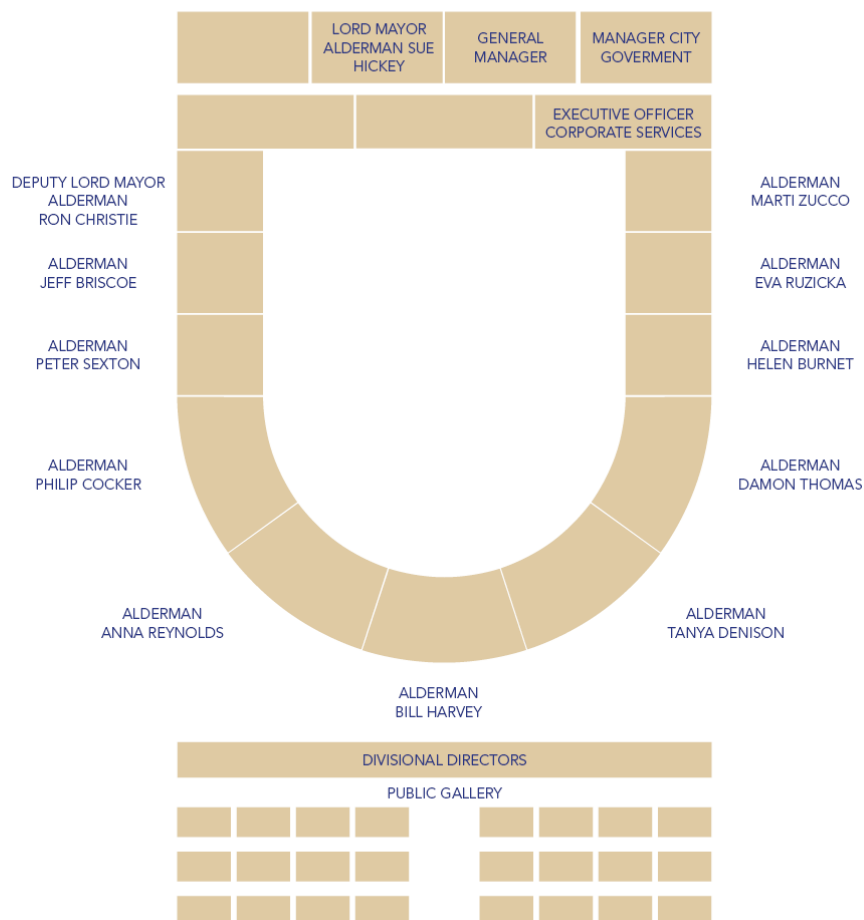 LORD MAYOR
ALDERMAN SUE
HICKEY
GENERAL
MANAGER
MANAGER CITY
GOVERMENT
EXECUTIVE OFFICER
CORPORATE SERVICES
DEPUTY LORD MAYOR
ALDERMAN
RON CHRISTIE
ALDERMAN
MARTI ZUCCO
ALDERMAN
JEFF BRISCOE
ALDERMAN
EVA RUZICKA
ALDERMAN
PETER SEXTON
ALDERMAN
HELEN BURNET
ALDERMAN
PHILIP COCKER
ALDERMAN
DAMON THOMAS
ALDERMAN
ANNA REYNOLDS
ALDERMAN
TANYA DENISON
ALDERMAN
BILL HARVEY
DIVISIONAL DIRECTORS
PUBLIC GALLERY